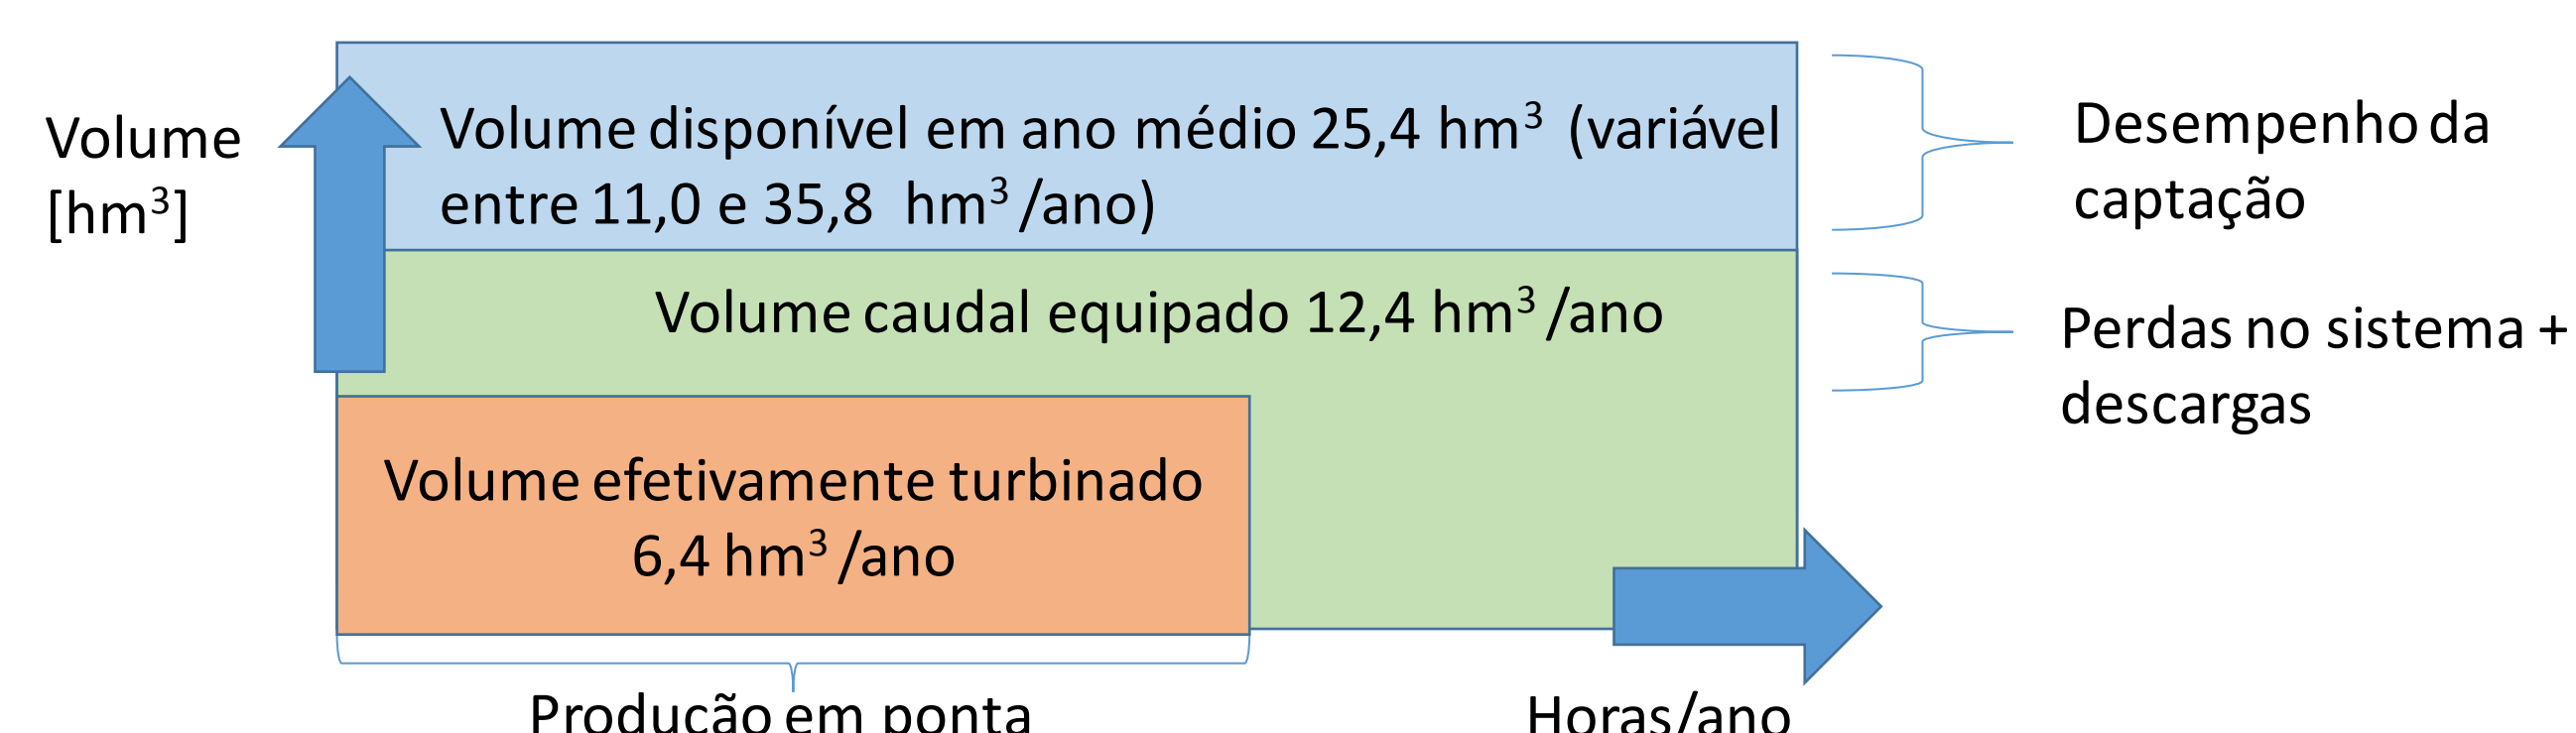 Volume
[hm³]
Volume disponível em ano médio 25,4 hm³ (variável
entre 11,0 e 35,8 hm³/ano)
Desempenho da
captação
Volume caudal equipado 12,4 hm³/ano
Perdas no sistema +
descargas
Volume efetivamente turbinado
6,4 hm³/ano
Produção em ponta
Horas/ano